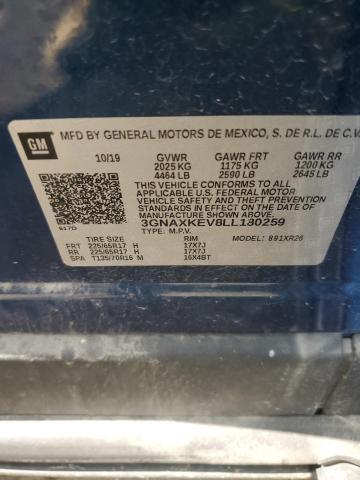 GM
MFD BY GENERAL MOTORS DE MEXICO, S. DE R.L. DE C.V.
10/19 GVWR GAWR FRT GAWR RR
2025 KG 1175 KG 1200 KG
4464 LB 2590 LB 2645 LB
THIS VEHICLE CONFORMS TO ALL APPLICABLE
U.S. FEDERAL MOTOR
VEHICLE SAFETY AND
THEFT PREVENTION STANDARDS IN
EFFECT ON THE DATE OF MANUFACTURE SHOWN ABOVE.
617D 3GNAXKEV8LL130259
TYPE: M.P.V. MODEL: 891XR26
TIRE SIZE RIM
FRT 225/65R17 H 17X7J
RR 225/65R17 H 17X7J
SPA T135/70R16 M 16X4BT